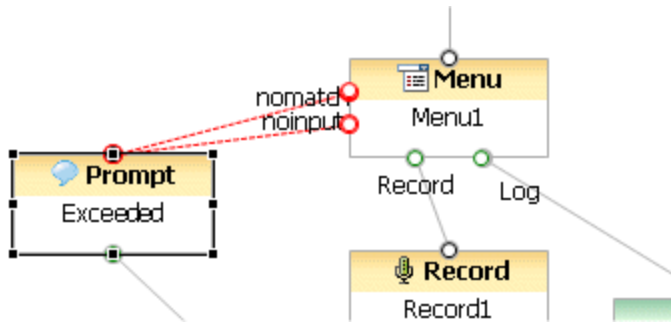 Menu
nomatch
noinput
Menu1
Prompt
Exceeded
Record
Log
Record
Record1